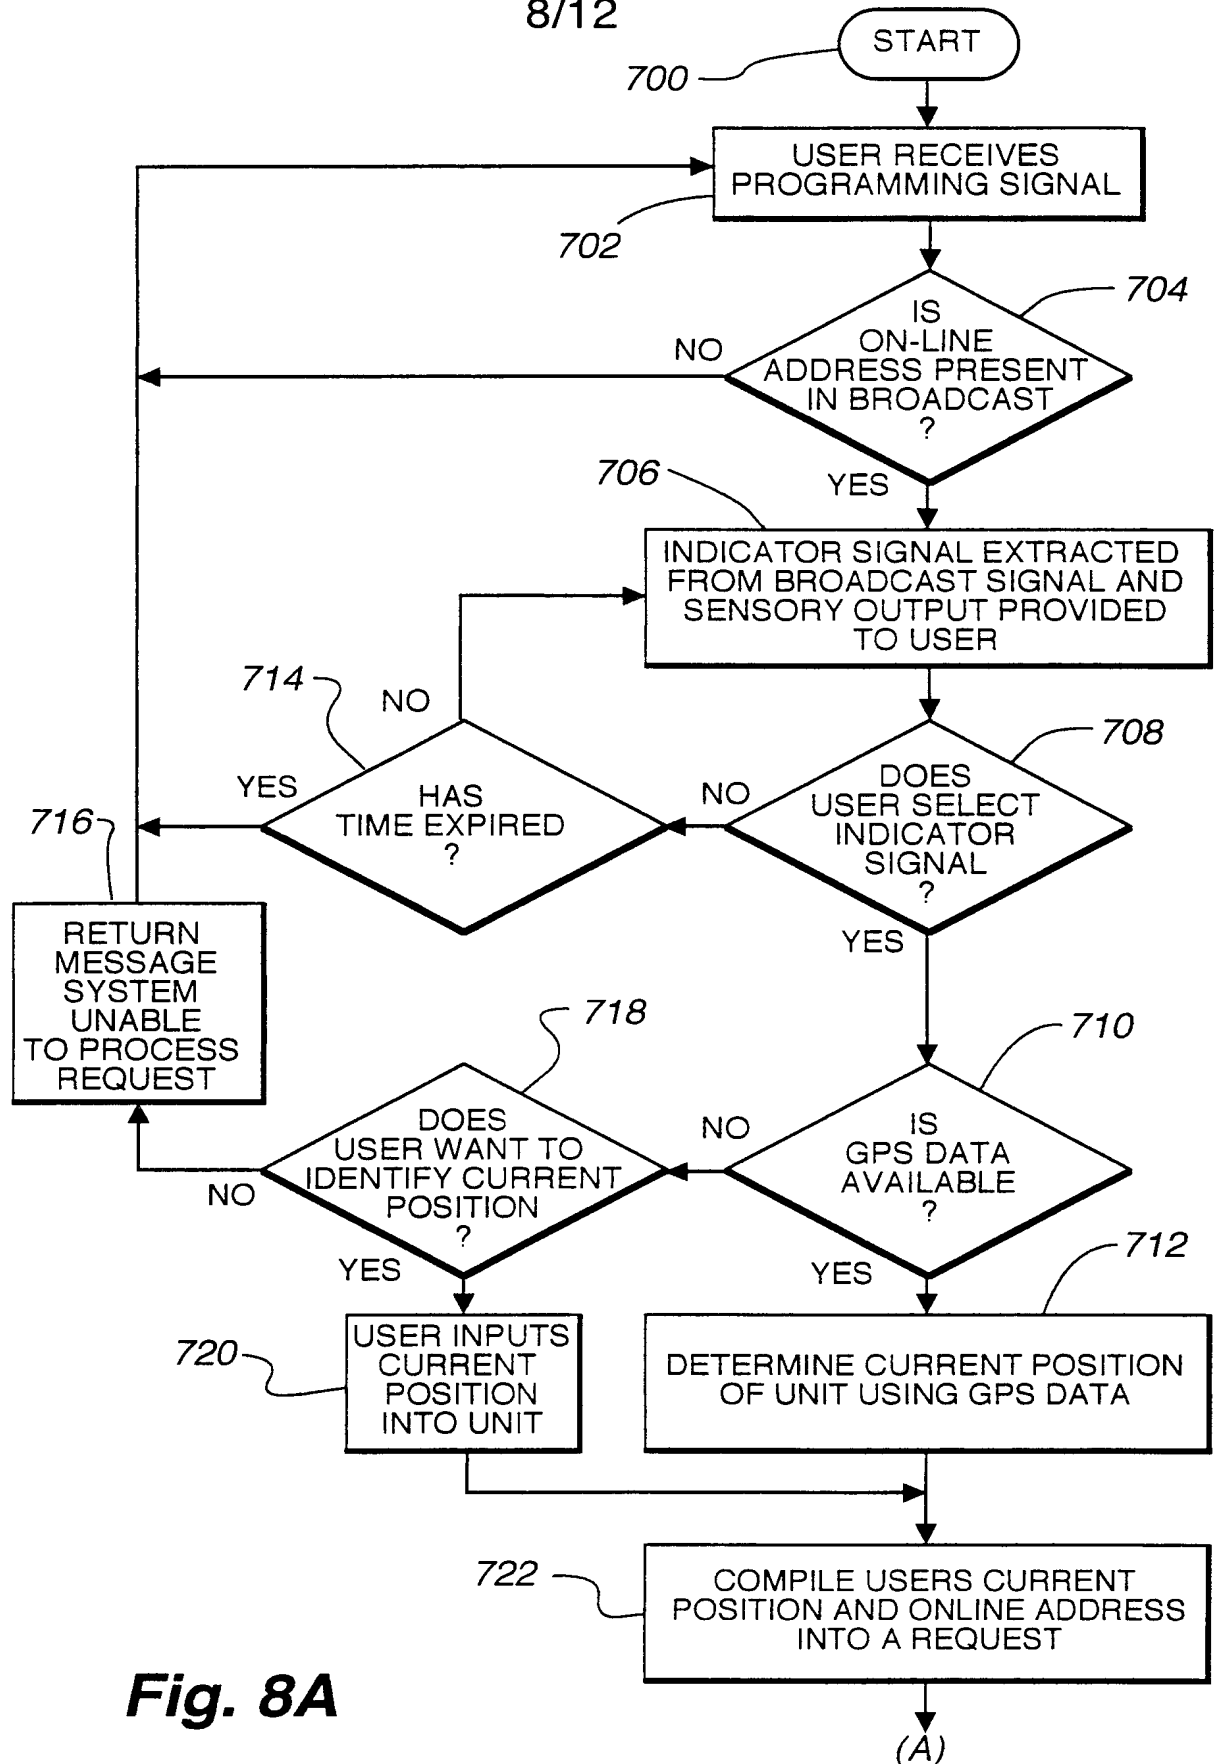 8/12
START
700
USER RECEIVES
PROGRAMMING SIGNAL
702
704
IS
ON-LINE
ADDRESS PRESENT
IN BROADCAST
?
NO
YES
706
INDICATOR SIGNAL EXTRACTED
FROM BROADCAST SIGNAL AND
SENSORY OUTPUT PROVIDED
TO USER
714
NO
YES
HAS
TIME EXPIRED
?
708
NO
DOES
USER SELECT
INDICATOR
SIGNAL
?
YES
716
RETURN
MESSAGE
SYSTEM
UNABLE
TO PROCESS
REQUEST
718
DOES
USER WANT TO
IDENTIFY CURRENT
POSITION
?
NO
YES
710
NO
IS
GPS DATA
AVAILABLE
?
YES
712
720
USER INPUTS
CURRENT
POSITION
INTO UNIT
DETERMINE CURRENT POSITION
OF UNIT USING GPS DATA
722
COMPILE USERS CURRENT
POSITION AND ONLINE ADDRESS
INTO A REQUEST
Fig. 8A
(A)